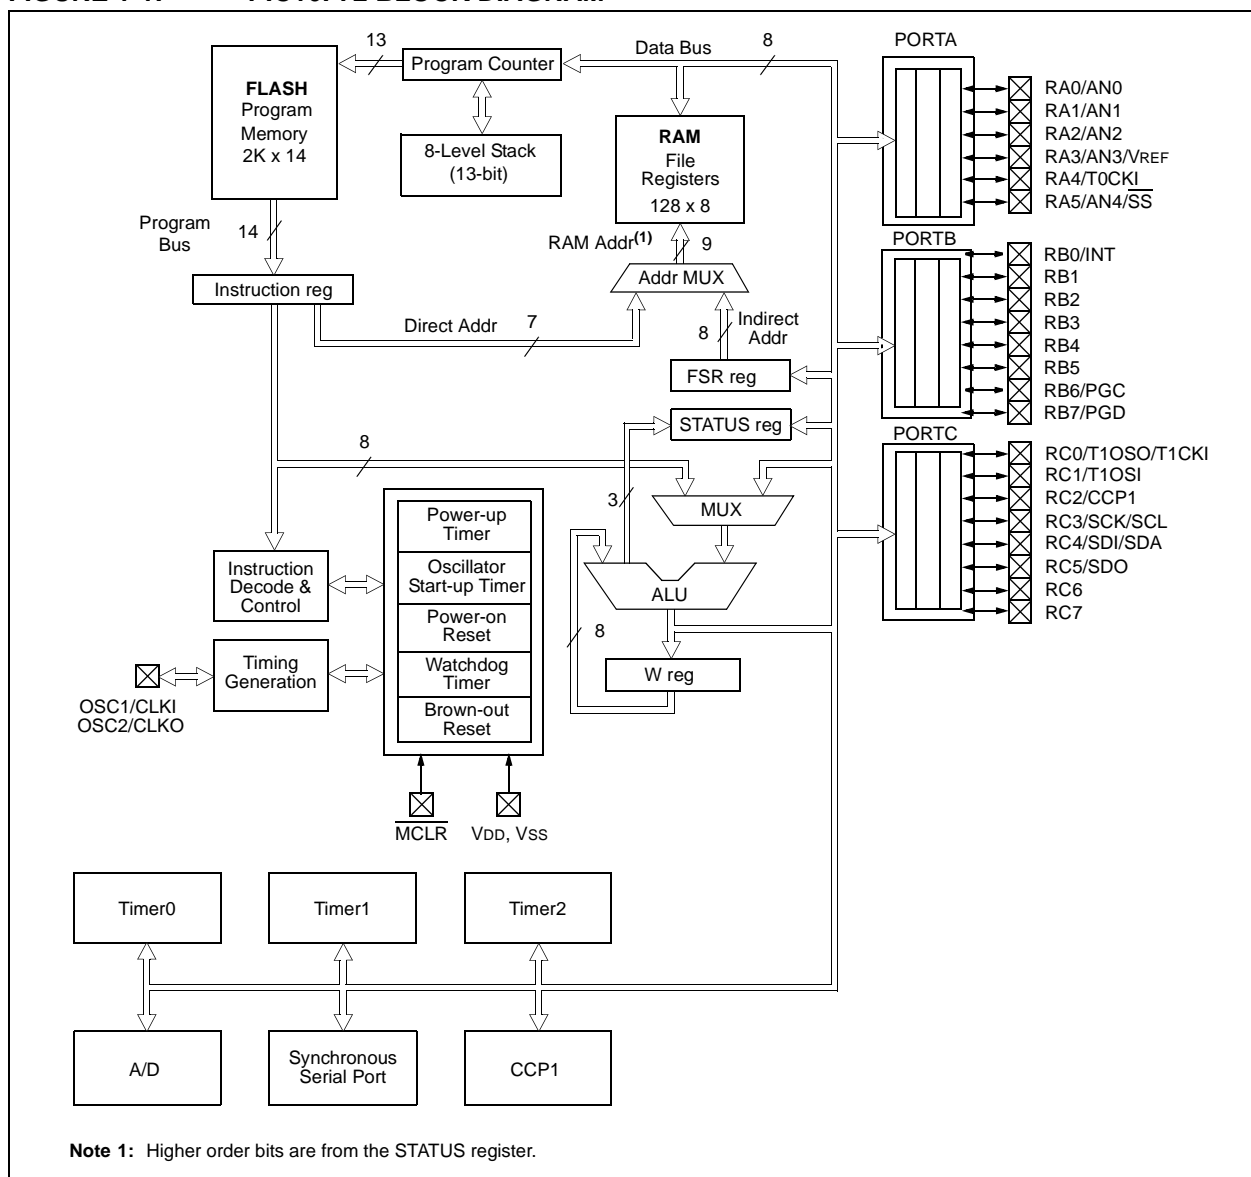 13
Data Bus
8
PORTA
FLASH
Program
Memory
2K x 14
Program Counter
8-Level Stack
(13-bit)
RAM
File
Registers
128 x 8
RA0/AN0
RA1/AN1
RA2/AN2
RA3/AN3/VREF
RA4/T0CKI
RA5/AN4/SS
Program
Bus
14
RAM Addr(1)
9
PORTB
Instruction reg
Addr MUX
RB0/INT
RB1
RB2
RB3
RB4
RB5
RB6/PGC
RB7/PGD
Direct Addr
7
8
Indirect
Addr
FSR reg
STATUS reg
PORTC
8
3
MUX
RC0/T1OSO/T1CKI
RC1/T1OSI
RC2/CCP1
RC3/SCK/SCL
RC4/SDI/SDA
RC5/SDO
RC6
RC7
Power-up
Timer
Oscillator
Start-up Timer
Power-on
Reset
Watchdog
Timer
Brown-out
Reset
Instruction
Decode &
Control
ALU
8
W reg
Timing
Generation
OSC1/CLKI
OSC2/CLKO
MCLR
VDD, VSS
Timer0
Timer1
Timer2
A/D
Synchronous
Serial Port
CCP1
Note 1: Higher order bits are from the STATUS register.